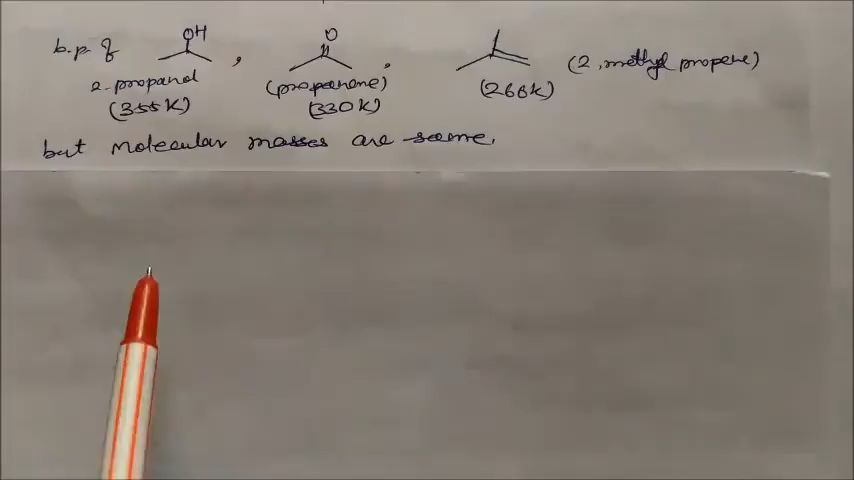 b.p. of OH , O , (2, methyl propene)
2-propanol (propanone) (266K)
(355K) (330K)
but molecular masses are same.